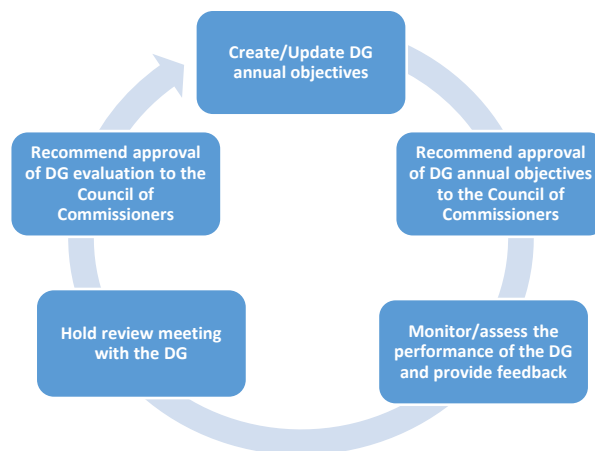 Create/Update DG
annual objectives
Recommend approval
of DG annual objectives
to the Council of
Commissioners
Monitor/assess the
performance of the DG
and provide feedback
Hold review meeting
with the DG
Recommend approval
of DG evaluation to the
Council of
Commissioners